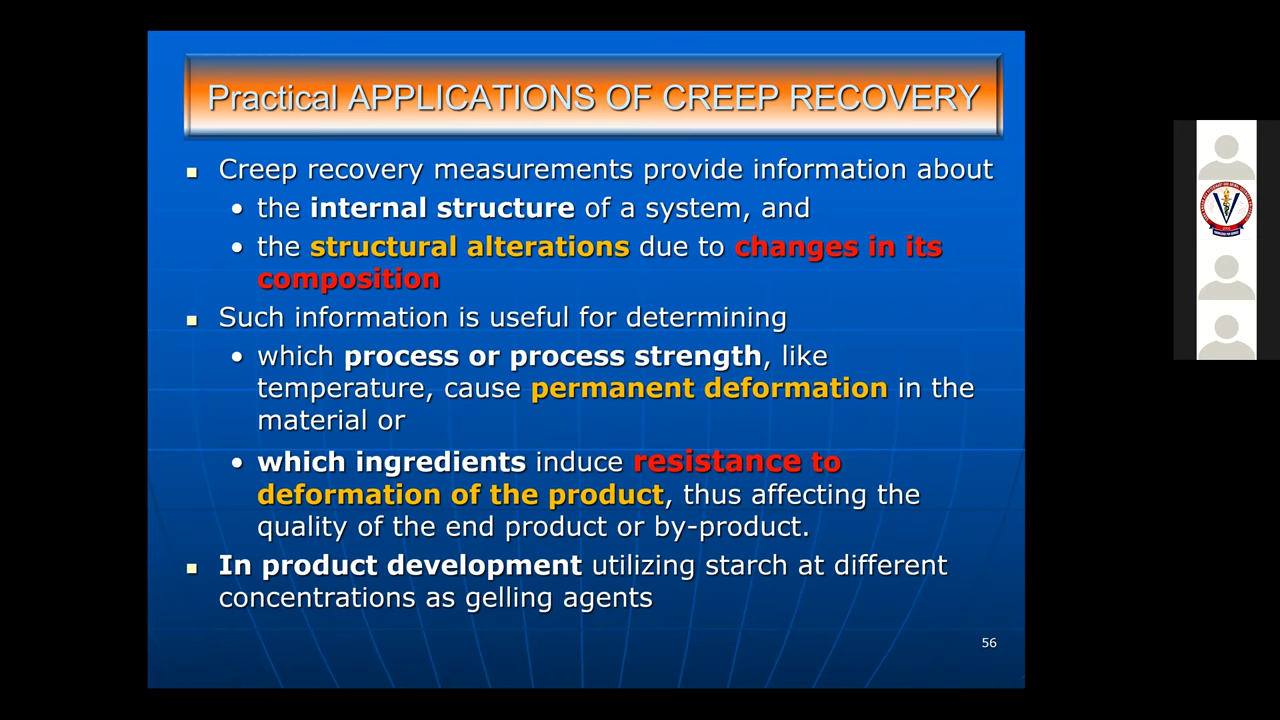 Practical APPLICATIONS OF CREEP RECOVERY
Creep recovery measurements provide information about
the internal structure of a system, and
the structural alterations due to changes in its
composition
Such information is useful for determining
which process or process strength, like
temperature, cause permanent deformation in the
material or
which ingredients induce resistance to
deformation of the product, thus affecting the
quality of the end product or by-product.
In product development utilizing starch at different
concentrations as gelling agents
56